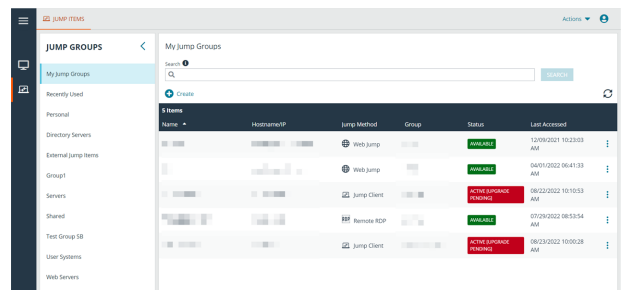 JUMP ITEMS
Actions
JUMP GROUPS
My Jump Groups
Recently Used
Personal
Directory Servers
External Jump Items
Group1
Servers
Shared
Test Group SB
User Systems
Web Servers
My Jump Groups
Search
SEARCH
Create
5 Items
Name Hostname/IP Jump Method Group Status Last Accessed
Web Jump AVAILABLE 12/09/2021 10:23:03
AM
Web Jump AVAILABLE 04/01/2022 06:41:33
AM
Jump Client ACTIVE [UPGRADE 08/22/2022 10:10:53
PENDING] AM
Remote RDP AVAILABLE 07/29/2022 08:53:54
AM
Jump Client ACTIVE [UPGRADE 08/23/2022 10:00:28
PENDING] AM